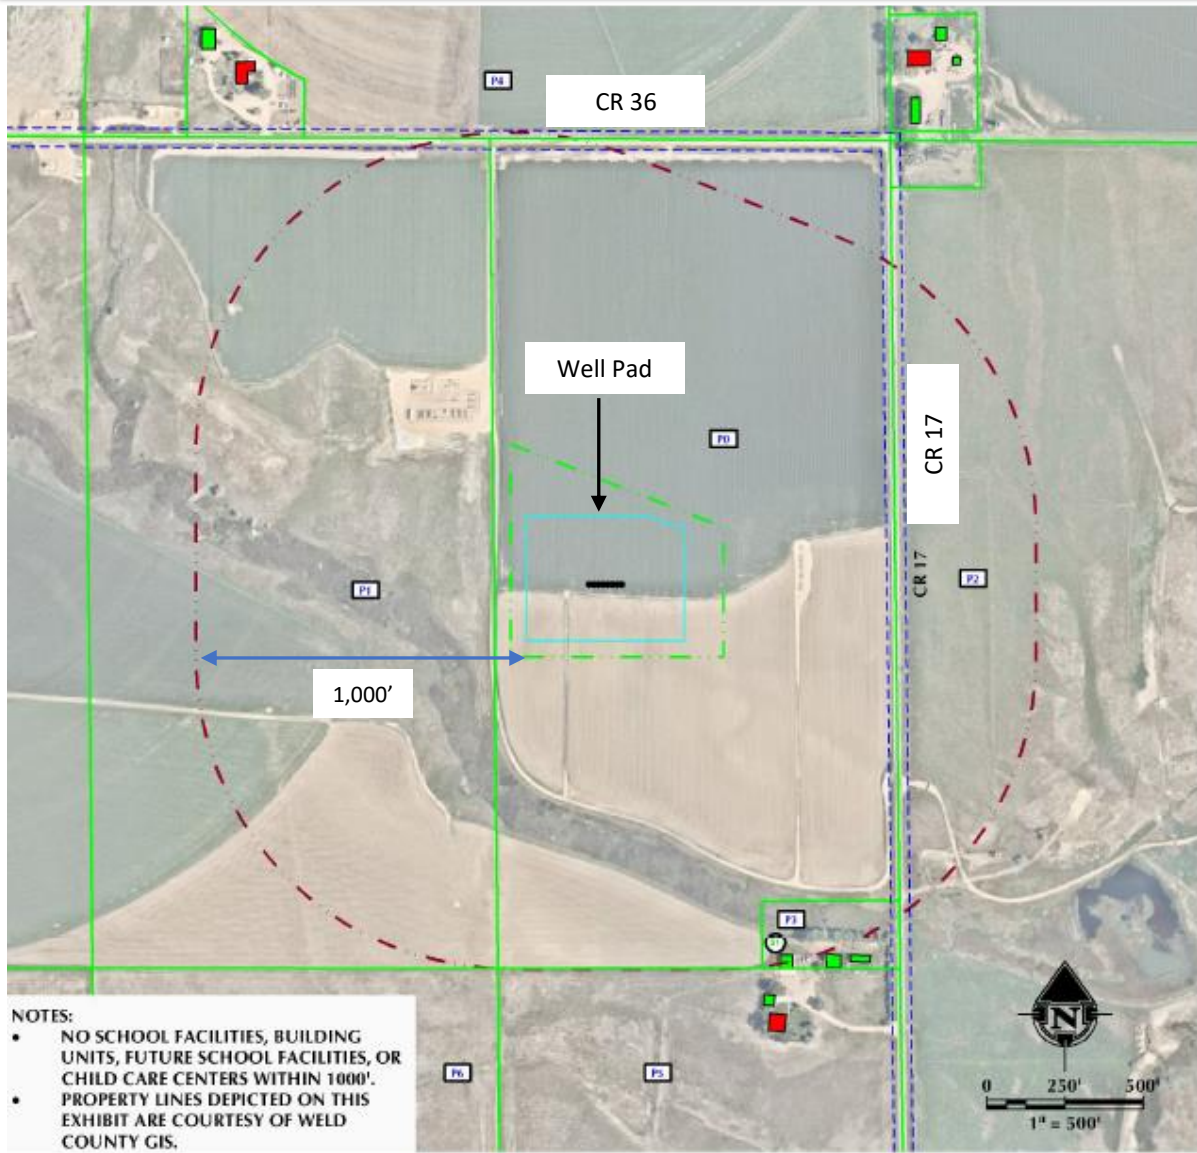 P4
CR 36
Well Pad
P0
CR 17
CR 17
P1
P2
1,000’
P3
NOTES:
• NO SCHOOL FACILITIES, BUILDING
UNITS, FUTURE SCHOOL FACILITIES, OR
CHILD CARE CENTERS WITHIN 1000'.
• PROPERTY LINES DEPICTED ON THIS
EXHIBIT ARE COURTESY OF WELD
COUNTY GIS.
P6
P5
N
0 250' 500'
1" = 500'